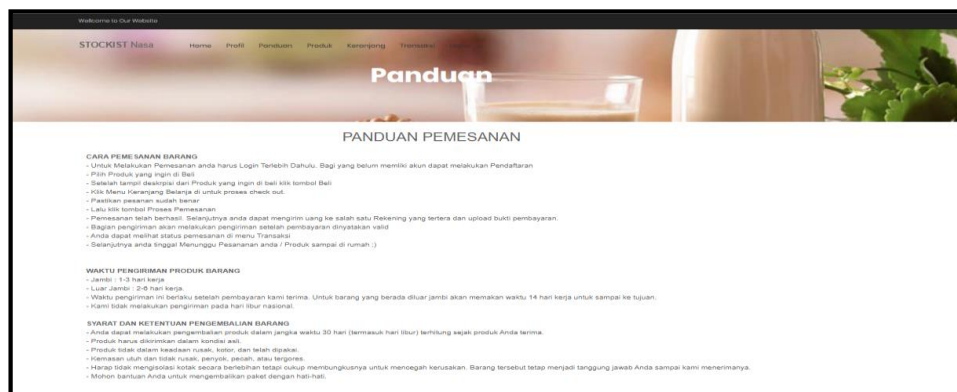 Wellcome to Our Website
STOCKIST Nasa Home Profil Panduan Produk Keranjang Transaksi
Panduan
PANDUAN PEMESANAN
CARA PEMESANAN BARANG
- Untuk Melakukan Pemesanan anda harus Login Terlebih Dahulu. Bagi yang belum memliki akun dapat melakukan Pendaftaran
- Pilih Produk yang ingin di Beli
- Setelah tampil deskrpisi dari Produk yang ingin di beli klik tombol Beli
- Klik Menu Keranjang Belanja di untuk proses check out.
- Pastikan pesanan sudah benar
- Lalu klik tombol Proses Pemesanan
- Pemesanan telah berhasil. Selanjutnya anda dapat mengirim uang ke salah satu Rekening yang tertera dan upload bukti pembayaran.
- Bagian pengiriman akan melakukan pengiriman setelah pembayaran dinyatakan valid
- Anda dapat melihat status pemesanan di menu Transaksi
- Selanjutnya anda tinggal Menunggu Pesananan anda / Produk sampai di rumah :)
WAKTU PENGIRIMAN PRODUK BARANG
- Jambi : 1-3 hari kerja
- Luar Jambi : 2-6 hari kerja.
- Waktu pengiriman ini berlaku setelah pembayaran kami terima. Untuk barang yang berada diluar jambi akan memakan waktu 14 hari kerja untuk sampai ke tujuan.
- Kami tidak melakukan pengiriman pada hari libur nasional.
SYARAT DAN KETENTUAN PENGEMBALIAN BARANG
- Anda dapat melakukan pengembalian produk dalam jangka waktu 30 hari (termasuk hari libur) terhitung sejak produk Anda terima.
- Produk harus dikirimkan dalam kondisi asli.
- Produk tidak dalam keadaan rusak, kotor, dan telah dipakai.
- Kemasan utuh dan tidak rusak, penyok, pecah, atau tergores.
- Harap tidak mengisolasi kotak secara berlebihan tetapi cukup membungkusnya untuk mencegah kerusakan. Barang tersebut tetap menjadi tanggung jawab Anda sampai kami menerimanya.
- Mohon bantuan Anda untuk mengembalikan paket dengan hati-hati.